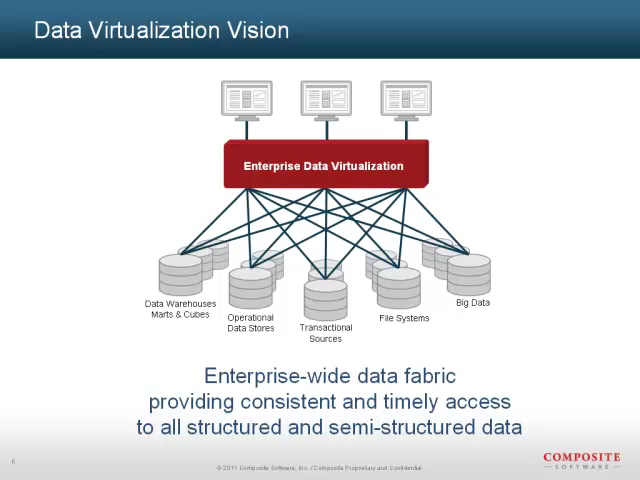 Data Virtualization Vision
Enterprise Data Virtualization
Data Warehouses
Marts & Cubes
Operational
Data Stores
Transactional
Sources
File Systems
Big Data
Enterprise-wide data fabric
providing consistent and timely access
to all structured and semi-structured data
6
© 2011 Composite Software, Inc. / Composite Proprietary and Confidential
COMPOSITE
SOFTWARE